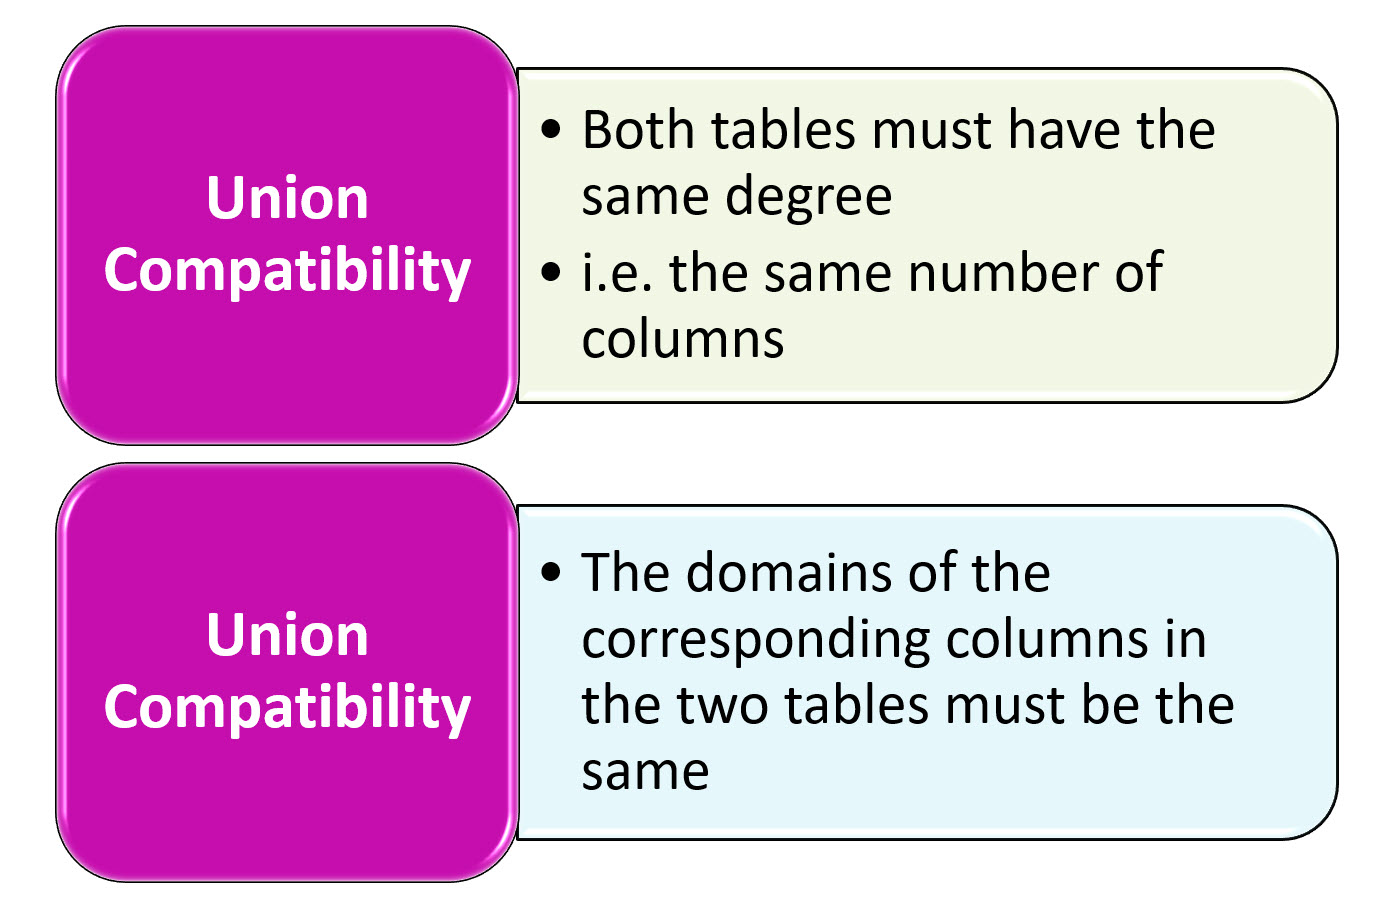 Union
Compatibility
• Both tables must have the
same degree
• i.e. the same number of
columns
Union
Compatibility
• The domains of the
corresponding columns in
the two tables must be the
same